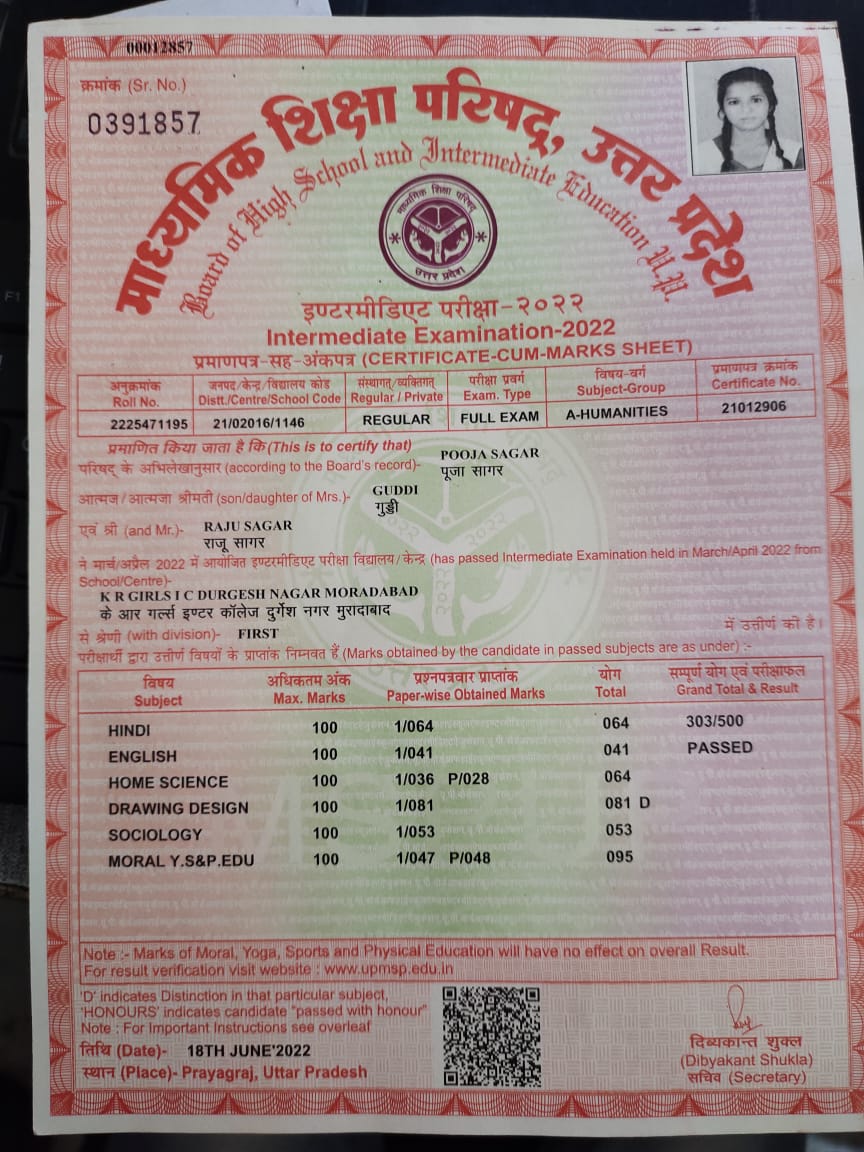 00012857
क्रमांक (Sr. No.)
0391857
माध्यमिक शिक्षा परिषद्, उत्तर प्रदेश
Board of High School and Intermediate Education U.P.
माध्यमिक शिक्षा परिषद्
उत्तर प्रदेश
इण्टरमीडिएट परीक्षा-२०२२
Intermediate Examination-2022
प्रमाणपत्र-सह-अंकपत्र (CERTIFICATE-CUM-MARKS SHEET)
अनुक्रमांक जनपद/केन्द्र/विद्यालय कोड संस्थागत/व्यक्तिगत परीक्षा प्रवर्ग विषय-वर्ग प्रमाणपत्र क्रमांक
Roll No. Distt./Centre/School Code Regular / Private Exam. Type Subject-Group Certificate No.
2225471195 21/02016/1146 REGULAR FULL EXAM A-HUMANITIES 21012906
प्रमाणित किया जाता है कि (This is to certify that)
परिषद् के अभिलेखानुसार (according to the Board's record)- POOJA SAGAR
पूजा सागर
आत्मज/आत्मजा श्रीमती (son/daughter of Mrs.)- GUDDI
गुड्डी
एवं श्री (and Mr.)- RAJU SAGAR
राजू सागर
ने मार्च/अप्रैल 2022 में आयोजित इण्टरमीडिएट परीक्षा विद्यालय/केन्द्र (has passed Intermediate Examination held in March/April 2022 from
School/Centre)-
K R GIRLS I C DURGESH NAGAR MORADABAD
के आर गर्ल्स इण्टर कॉलेज दुर्गेश नगर मुरादाबाद
से श्रेणी (with division)- FIRST में उत्तीर्ण की है।
परीक्षार्थी द्वारा उत्तीर्ण विषयों के प्राप्तांक निम्नवत हैं (Marks obtained by the candidate in passed subjects are as under) :-
विषय अधिकतम अंक प्रश्नपत्रवार प्राप्तांक योग सम्पूर्ण योग एवं परीक्षाफल
Subject Max. Marks Paper-wise Obtained Marks Total Grand Total & Result
HINDI 100 1/064 064 303/500
ENGLISH 100 1/041 041 PASSED
HOME SCIENCE 100 1/036 P/028 064
DRAWING DESIGN 100 1/081 081 D
SOCIOLOGY 100 1/053 053
MORAL Y.S&P.EDU 100 1/047 P/048 095
Note :- Marks of Moral, Yoga, Sports and Physical Education will have no effect on overall Result.
For result verification visit website : www.upmsp.edu.in
'D' indicates Distinction in that particular subject,
'HONOURS' indicates candidate "passed with honour"
Note : For Important Instructions see overleaf
तिथि (Date)- 18TH JUNE'2022
स्थान (Place)- Prayagraj, Uttar Pradesh
दिव्यकान्त शुक्ल
(Dibyakant Shukla)
सचिव (Secretary)
F1